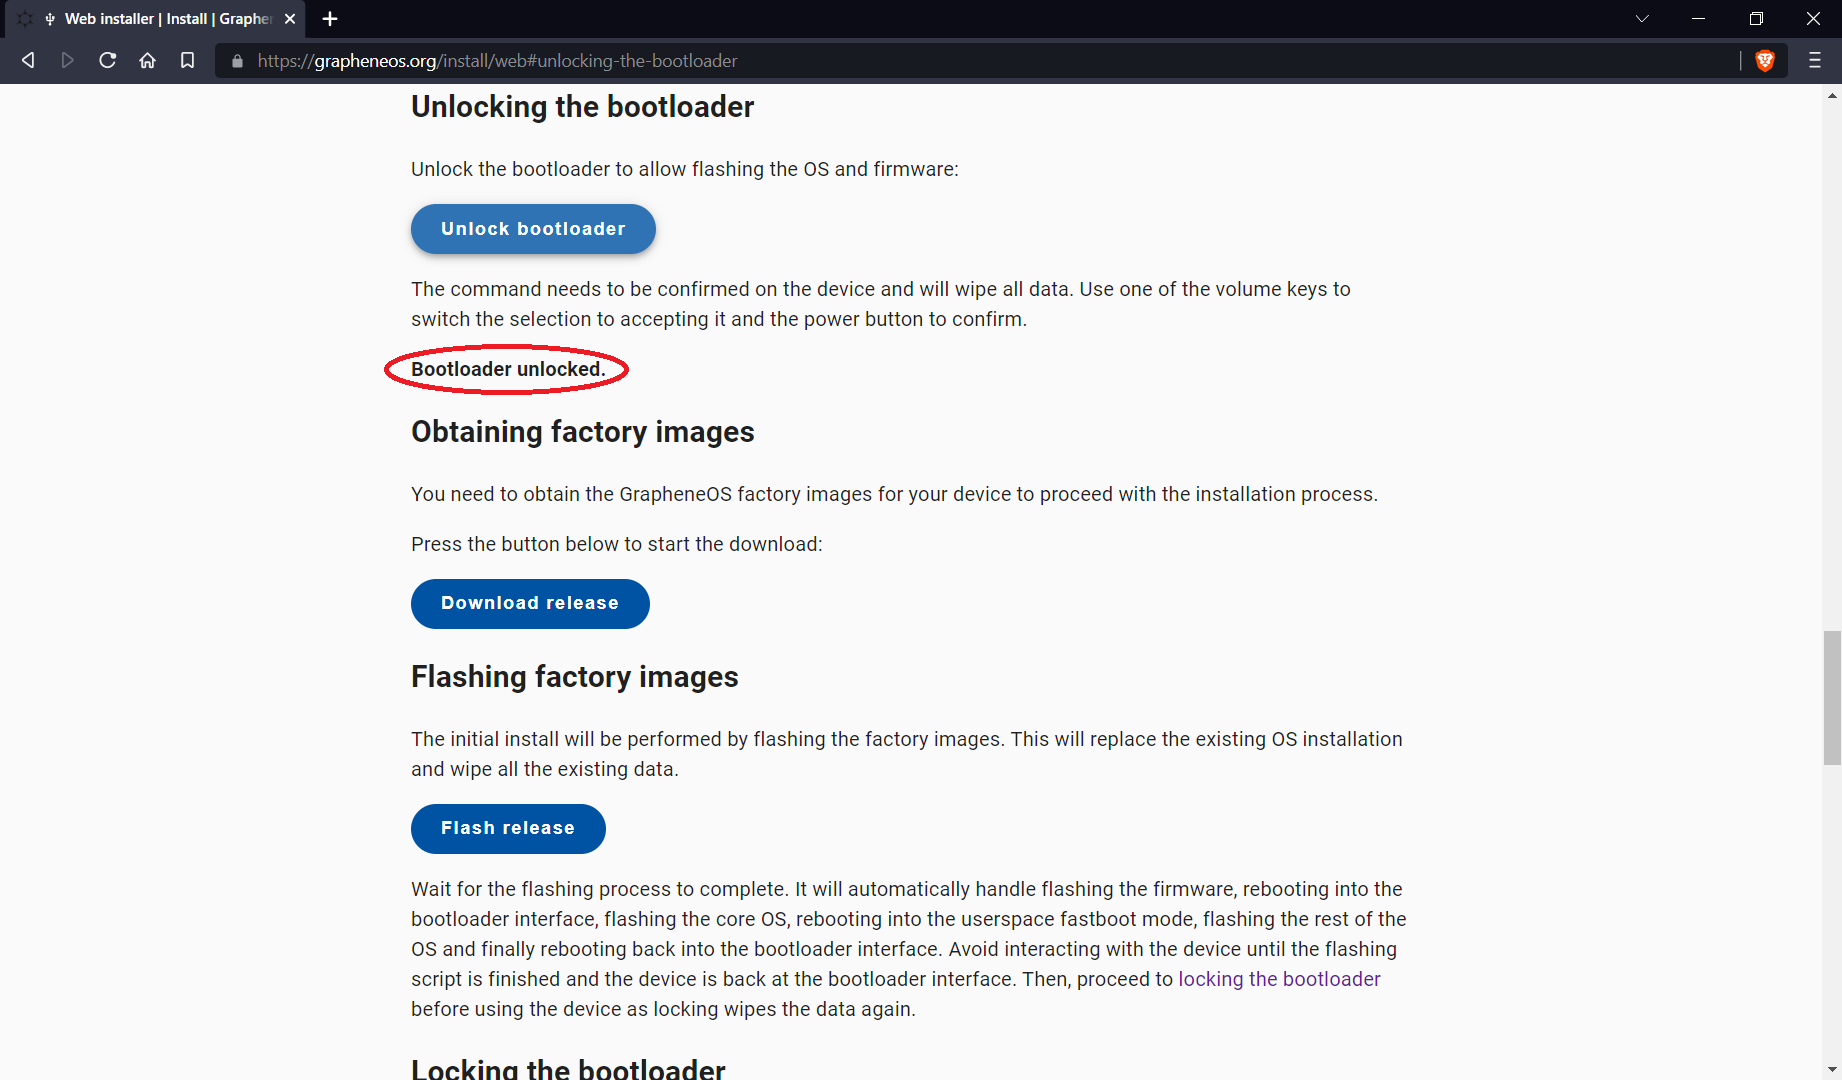 Web installer | Install | Graphen
https://grapheneos.org/install/web#unlocking-the-bootloader
Unlocking the bootloader
Unlock the bootloader to allow flashing the OS and firmware:
Unlock bootloader
The command needs to be confirmed on the device and will wipe all data. Use one of the volume keys to
switch the selection to accepting it and the power button to confirm.
Bootloader unlocked.
Obtaining factory images
You need to obtain the GrapheneOS factory images for your device to proceed with the installation process.
Press the button below to start the download:
Download release
Flashing factory images
The initial install will be performed by flashing the factory images. This will replace the existing OS installation
and wipe all the existing data.
Flash release
Wait for the flashing process to complete. It will automatically handle flashing the firmware, rebooting into the
bootloader interface, flashing the core OS, rebooting into the userspace fastboot mode, flashing the rest of the
OS and finally rebooting back into the bootloader interface. Avoid interacting with the device until the flashing
script is finished and the device is back at the bootloader interface. Then, proceed to locking the bootloader
before using the device as locking wipes the data again.
Locking the bootloader